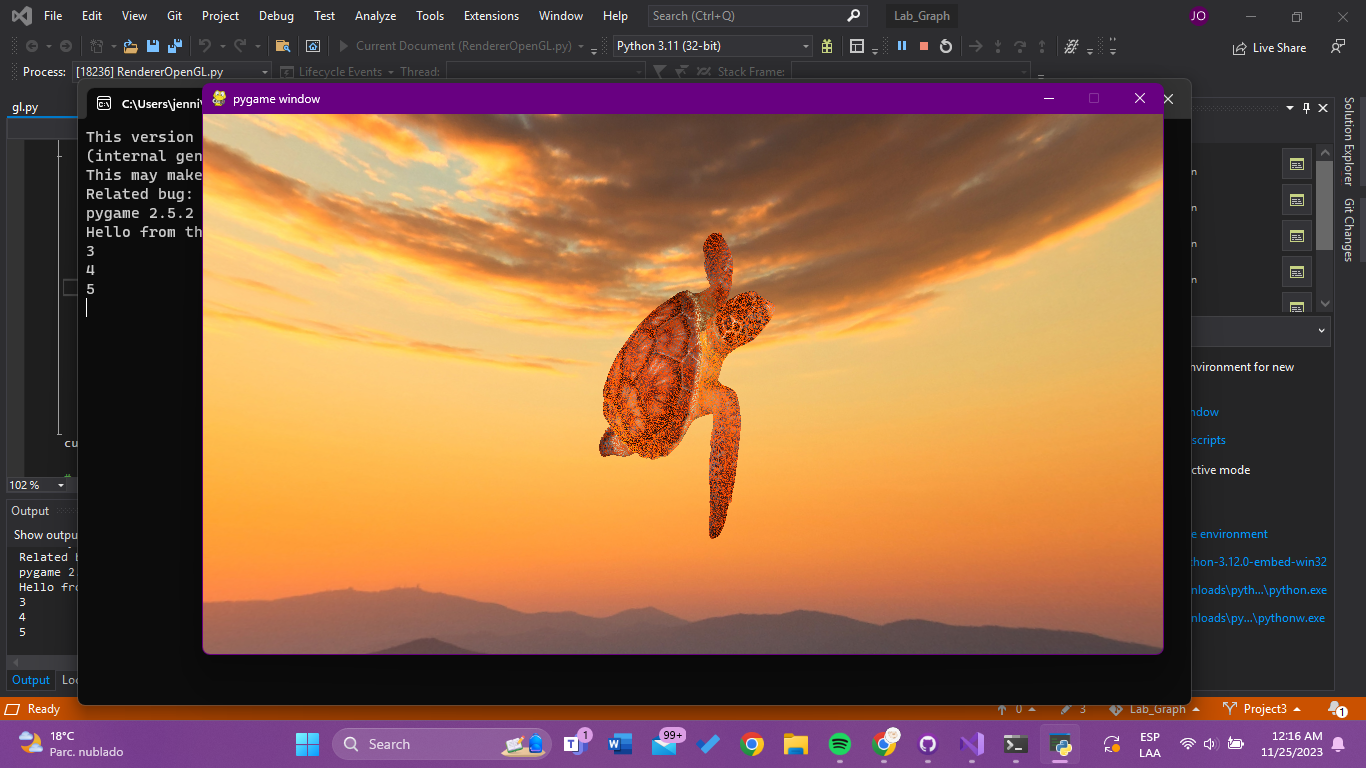 File Edit View Git Project Debug Test Analyze Tools Extensions Window Help Search (Ctrl+Q) Lab_Graph JO
Current Document (RendererOpenGL.py) Python 3.11 (32-bit) Live Share
Process: [18236] RendererOpenGL.py Lifecycle Events Thread: Stack Frame:
gl.py
C:\Users\jenni\
pygame window
This version
(internal gen
This may make
Related bug:
pygame 2.5.2
Hello from th
3
4
5
cu
#
102 %
Output
Show outpu
Related b
pygame 2.
Hello fro
3
4
5
Output Loc
Solution Explorer
Git Changes
n
n
n
n
nvironment for new
ndow
scripts
ctive mode
e environment
thon-3.12.0-embed-win32
nloads\pyth...\python.exe
nloads\py...\pythonw.exe
Ready 0 3 Lab_Graph Project3 1
18°C
Parc. nublado
Search
1
99+
ESP
LAA
12:16 AM
11/25/2023